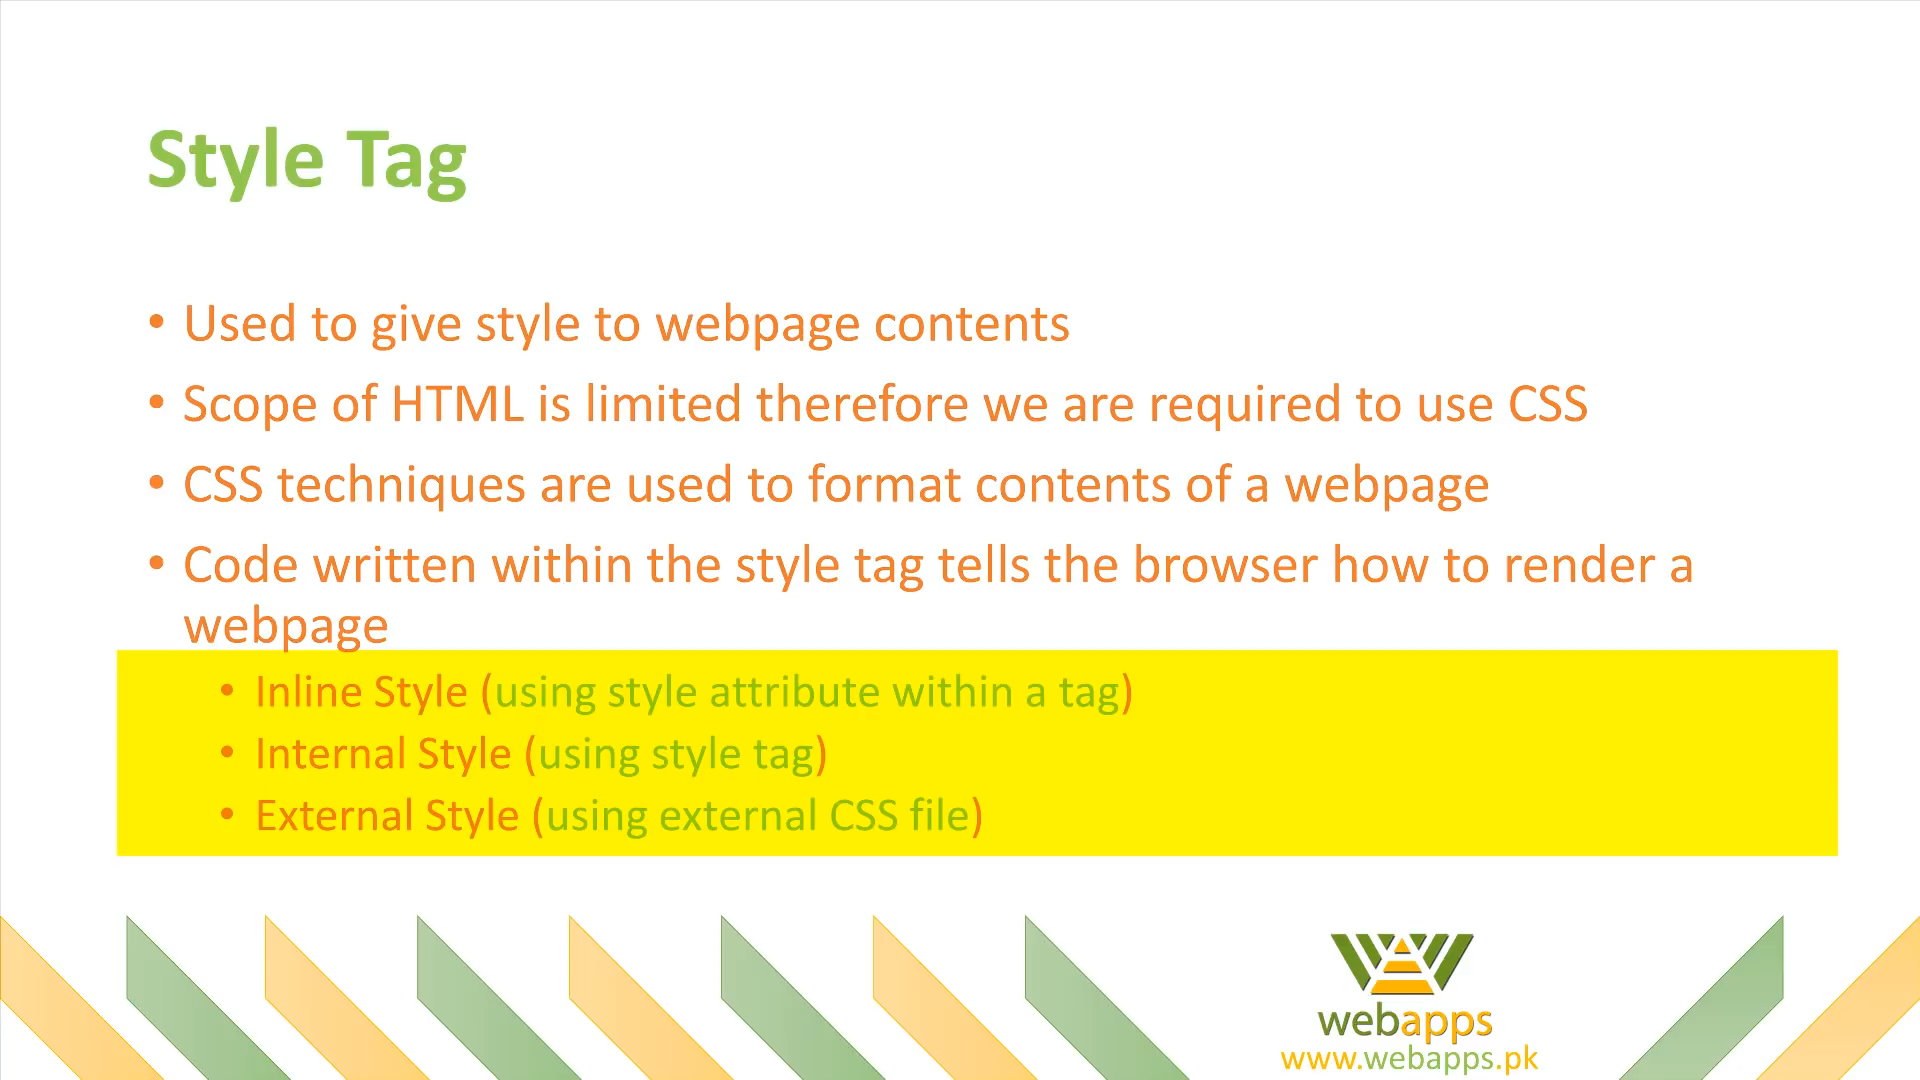 Style Tag
• Used to give style to webpage contents
• Scope of HTML is limited therefore we are required to use CSS
• CSS techniques are used to format contents of a webpage
• Code written within the style tag tells the browser how to render a
webpage
• Inline Style (using style attribute within a tag)
• Internal Style (using style tag)
• External Style (using external CSS file)
webapps
www.webapps.pk